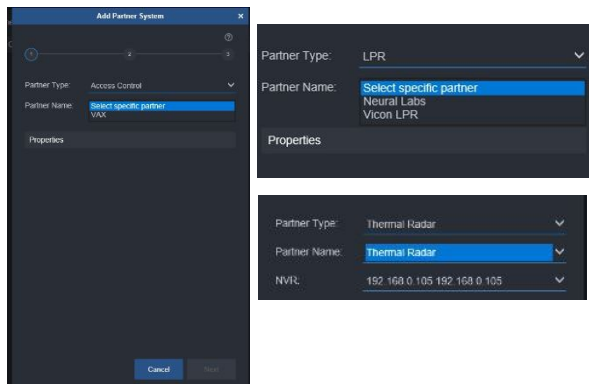 Add Partner System ×
1 2 3
Partner Type: Access Control
Partner Name: Select specific partner
VAX
Properties
Cancel Next
Partner Type: LPR
Partner Name: Select specific partner
Neural Labs
Vicon LPR
Properties
Partner Type: Thermal Radar
Partner Name: Thermal Radar
NVR: 192.168.0.105 192.168.0.105